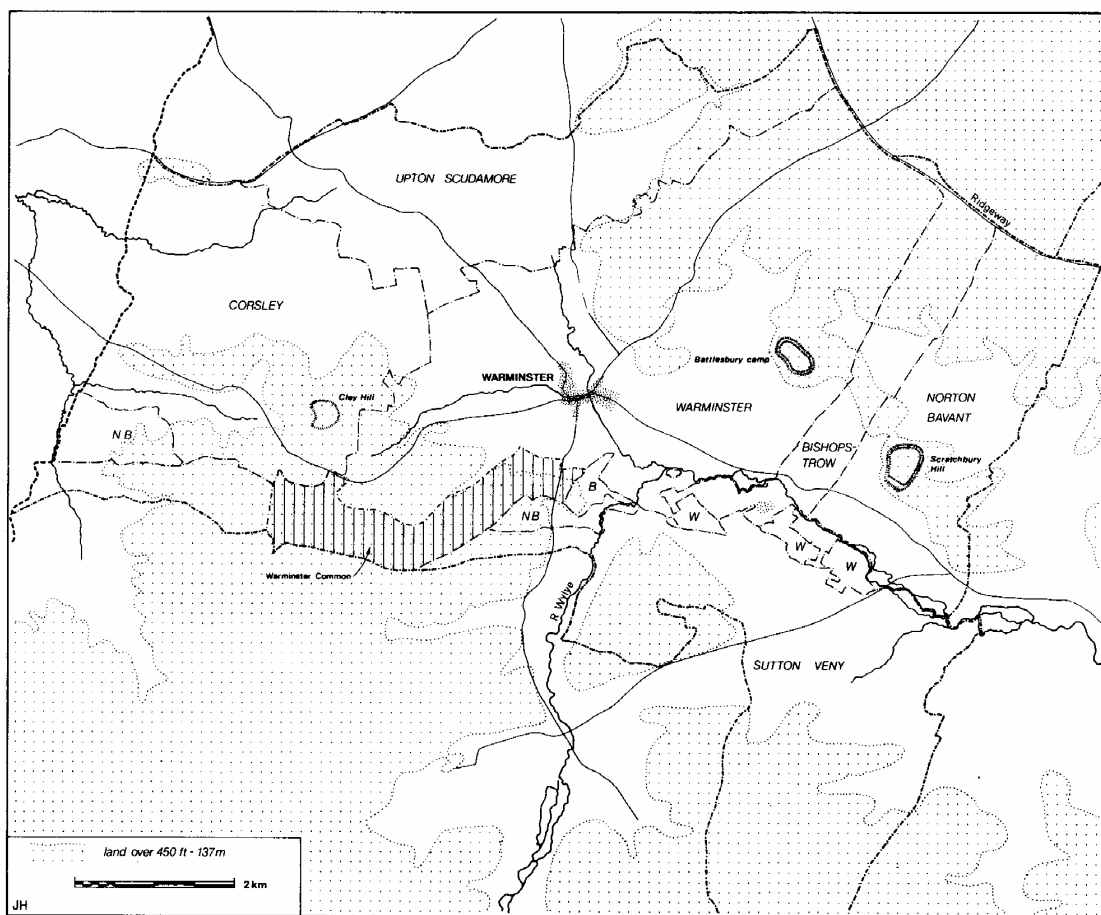 UPTON SCUDAMORE
Ridgeway
CORSLEY
Battlesbury camp
WARMINSTER
Cley Hill
WARMINSTER
NORTON
BAVANT
N B
BISHOPS-
TROW
Scratchbury
Hill
B
NB
W
W
W
Warminster Common
R Wylye
SUTTON VENY
land over 450 ft - 137m
2 km
JH